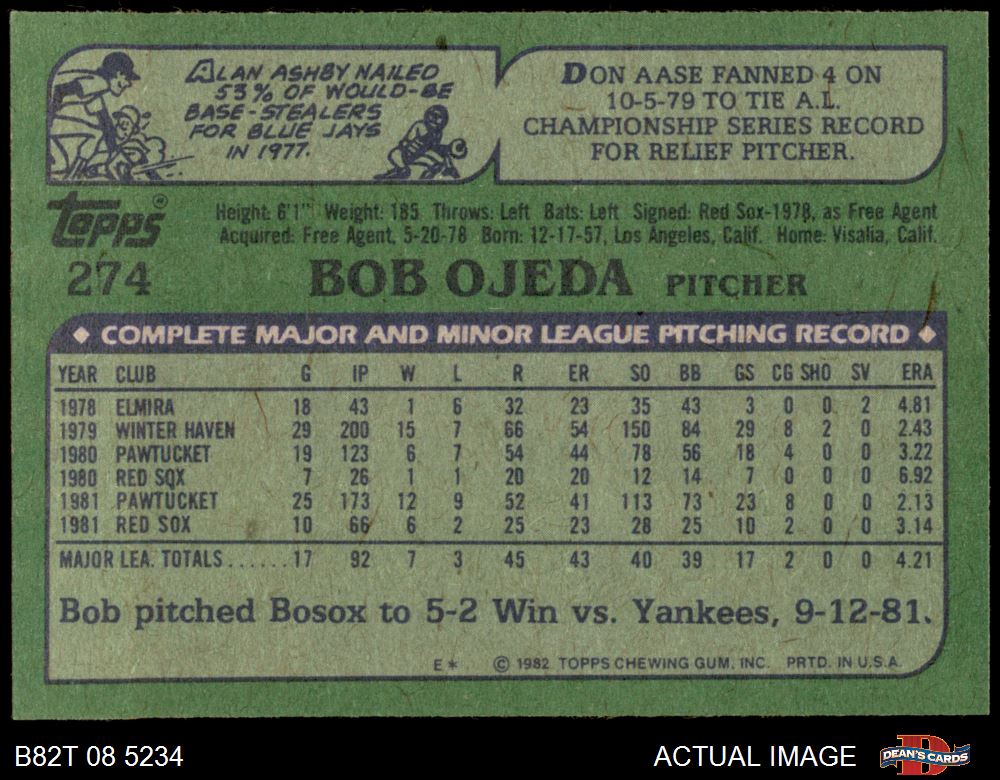 ALAN ASHBY NAILED
53% OF WOULD-BE
BASE-STEALERS
FOR BLUE JAYS
IN 1977.
DON AASE FANNED 4 ON
10-5-79 TO TIE A.L.
CHAMPIONSHIP SERIES RECORD
FOR RELIEF PITCHER.
topps®
Height: 6'1" Weight: 185 Throws: Left Bats: Left Signed: Red Sox-1978, as Free Agent
Acquired: Free Agent, 5-20-78 Born: 12-17-57, Los Angeles, Calif. Home: Visalia, Calif.
274 BOB OJEDA PITCHER
◆ COMPLETE MAJOR AND MINOR LEAGUE PITCHING RECORD ◆
YEAR CLUB G IP W L R ER SO BB GS CG SHO SV ERA
1978 ELMIRA 18 43 1 6 32 23 35 43 3 0 0 2 4.81
1979 WINTER HAVEN 29 200 15 7 66 54 150 84 29 8 2 0 2.43
1980 PAWTUCKET 19 123 6 7 54 44 78 56 18 4 0 0 3.22
1980 RED SOX 7 26 1 1 20 20 12 14 7 0 0 0 6.92
1981 PAWTUCKET 25 173 12 9 52 41 113 73 23 8 0 0 2.13
1981 RED SOX 10 66 6 2 25 23 28 25 10 2 0 0 3.14
MAJOR LEA. TOTALS......17 92 7 3 45 43 40 39 17 2 0 0 4.21
Bob pitched Bosox to 5-2 Win vs. Yankees, 9-12-81.
E* © 1982 TOPPS CHEWING GUM, INC. PRTD. IN U.S.A.
B82T 08 5234 ACTUAL IMAGE DEAN'S CARDS